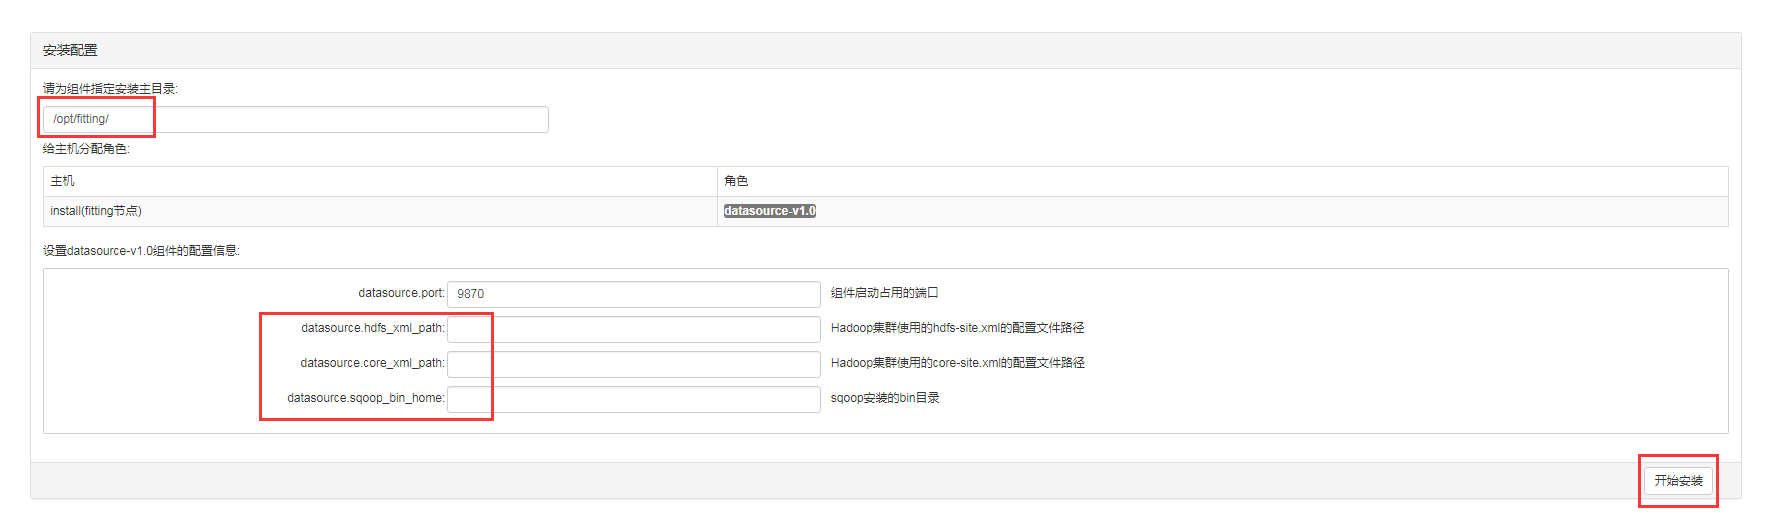 安装配置
请为组件指定安装主目录:
/opt/fitting/
给主机分配角色:
主机 角色
install(fitting节点) datasource-v1.0
设置datasource-v1.0组件的配置信息:
datasource.port: 9870 组件启动占用的端口
datasource.hdfs_xml_path: Hadoop集群使用的hdfs-site.xml的配置文件路径
datasource.core_xml_path: Hadoop集群使用的core-site.xml的配置文件路径
datasource.sqoop_bin_home: sqoop安装的bin目录
开始安装